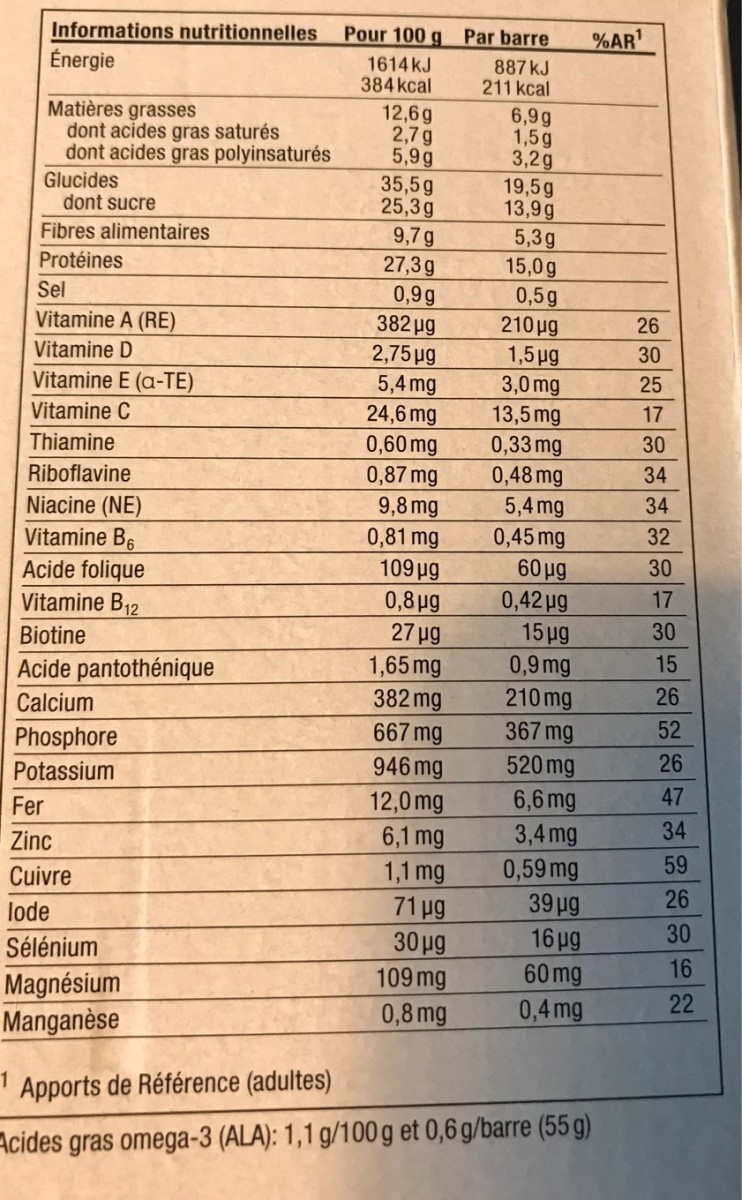 Informations nutritionnelles Pour 100 g Par barre %AR¹
Énergie 1614 kJ 887 kJ
384 kcal 211 kcal
Matières grasses 12,6 g 6,9 g
dont acides gras saturés 2,7 g 1,5 g
dont acides gras polyinsaturés 5,9 g 3,2 g
Glucides 35,5 g 19,5 g
dont sucre 25,3 g 13,9 g
Fibres alimentaires 9,7 g 5,3 g
Protéines 27,3 g 15,0 g
Sel 0,9 g 0,5 g
Vitamine A (RE) 382 µg 210 µg 26
Vitamine D 2,75 µg 1,5 µg 30
Vitamine E (α-TE) 5,4 mg 3,0 mg 25
Vitamine C 24,6 mg 13,5 mg 17
Thiamine 0,60 mg 0,33 mg 30
Riboflavine 0,87 mg 0,48 mg 34
Niacine (NE) 9,8 mg 5,4 mg 34
Vitamine B₆ 0,81 mg 0,45 mg 32
Acide folique 109 µg 60 µg 30
Vitamine B₁₂ 0,8 µg 0,42 µg 17
Biotine 27 µg 15 µg 30
Acide pantothénique 1,65 mg 0,9 mg 15
Calcium 382 mg 210 mg 26
Phosphore 667 mg 367 mg 52
Potassium 946 mg 520 mg 26
Fer 12,0 mg 6,6 mg 47
Zinc 6,1 mg 3,4 mg 34
Cuivre 1,1 mg 0,59 mg 59
Iode 71 µg 39 µg 26
Sélénium 30 µg 16 µg 30
Magnésium 109 mg 60 mg 16
Manganèse 0,8 mg 0,4 mg 22
¹ Apports de Référence (adultes)
Acides gras omega-3 (ALA): 1,1 g/100 g et 0,6 g/barre (55 g)